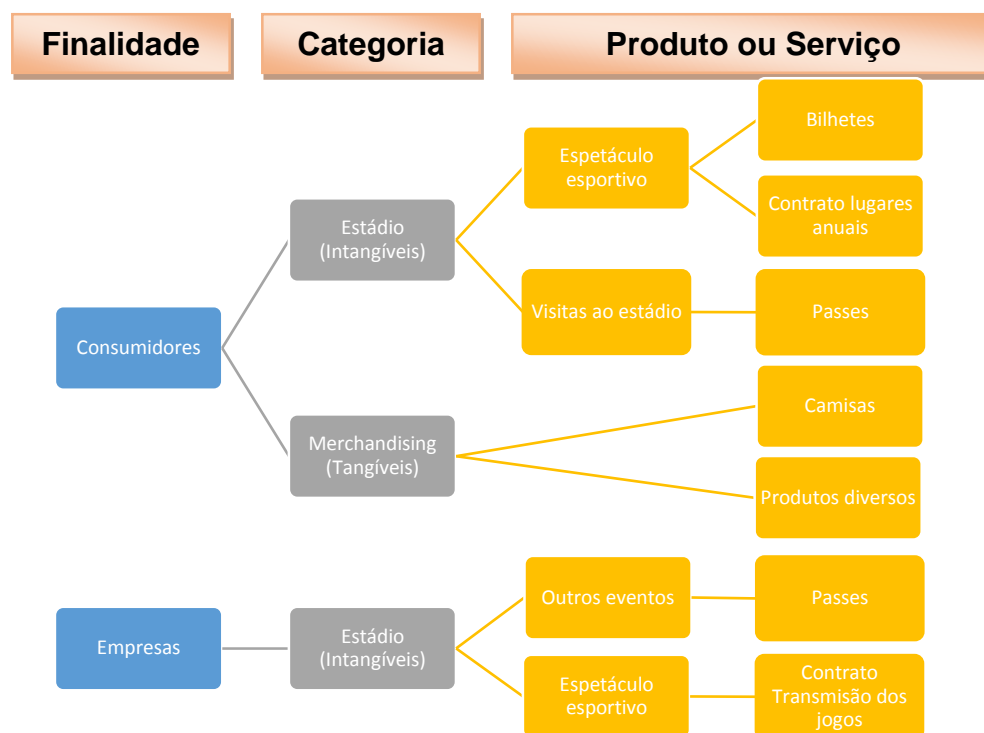 Finalidade
Categoria
Produto ou Serviço
Bilhetes
Espetáculo
esportivo
Contrato lugares
anuais
Estádio
(Intangíveis)
Visitas ao estádio
Passes
Consumidores
Camisas
Merchandising
(Tangíveis)
Produtos diversos
Outros eventos
Passes
Empresas
Estádio
(Intangíveis)
Espetáculo
esportivo
Contrato
Transmisão dos
jogos